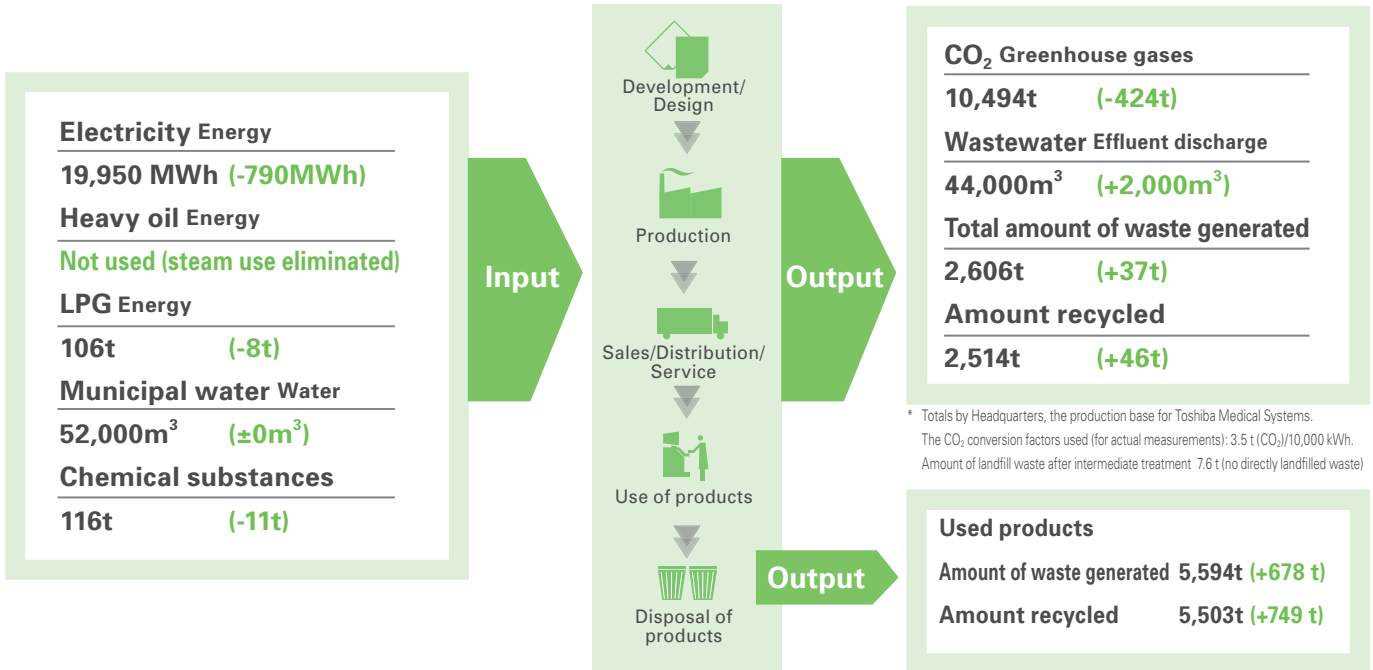 Electricity Energy
19,950 MWh (-790MWh)
Heavy oil Energy
Not used (steam use eliminated)
LPG Energy
106t (-8t)
Municipal water Water
52,000m³ (±0m³)
Chemical substances
116t (-11t)
Input
Development/
Design
Production
Sales/Distribution/
Service
Use of products
Disposal of
products
Output
CO₂ Greenhouse gases
10,494t (-424t)
Wastewater Effluent discharge
44,000m³ (+2,000m³)
Total amount of waste generated
2,606t (+37t)
Amount recycled
2,514t (+46t)
* Totals by Headquarters, the production base for Toshiba Medical Systems.
The CO₂ conversion factors used (for actual measurements): 3.5 t (CO₂)/10,000 kWh.
Amount of landfill waste after intermediate treatment 7.6 t (no directly landfilled waste)
Output
Used products
Amount of waste generated 5,594t (+678 t)
Amount recycled 5,503t (+749 t)